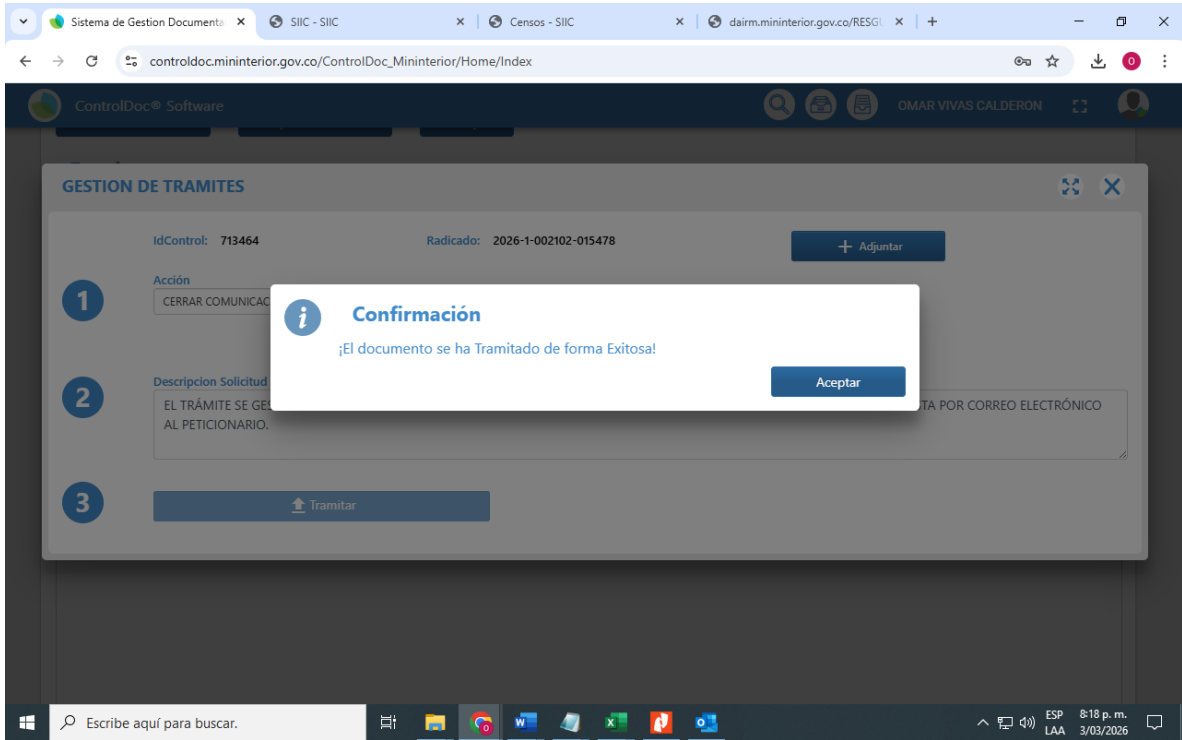 Sistema de Gestion Documenta
SIIC - SIIC
Censos - SIIC
dairm.mininterior.gov.co/RESGU
controldoc.mininterior.gov.co/ControlDoc_Mininterior/Home/Index
ControlDoc® Software
OMAR VIVAS CALDERON
GESTION DE TRAMITES
IdControl: 713464
Radicado: 2026-1-002102-015478
Adjuntar
1
Acción
CERRAR COMUNICAC
Confirmación
¡El documento se ha Tramitado de forma Exitosa!
Aceptar
2
Descripcion Solicitud
EL TRÁMITE SE GES TA POR CORREO ELECTRÓNICO
AL PETICIONARIO.
3
Tramitar
Escribe aquí para buscar.
ESP
LAA
8:18 p. m.
3/03/2026